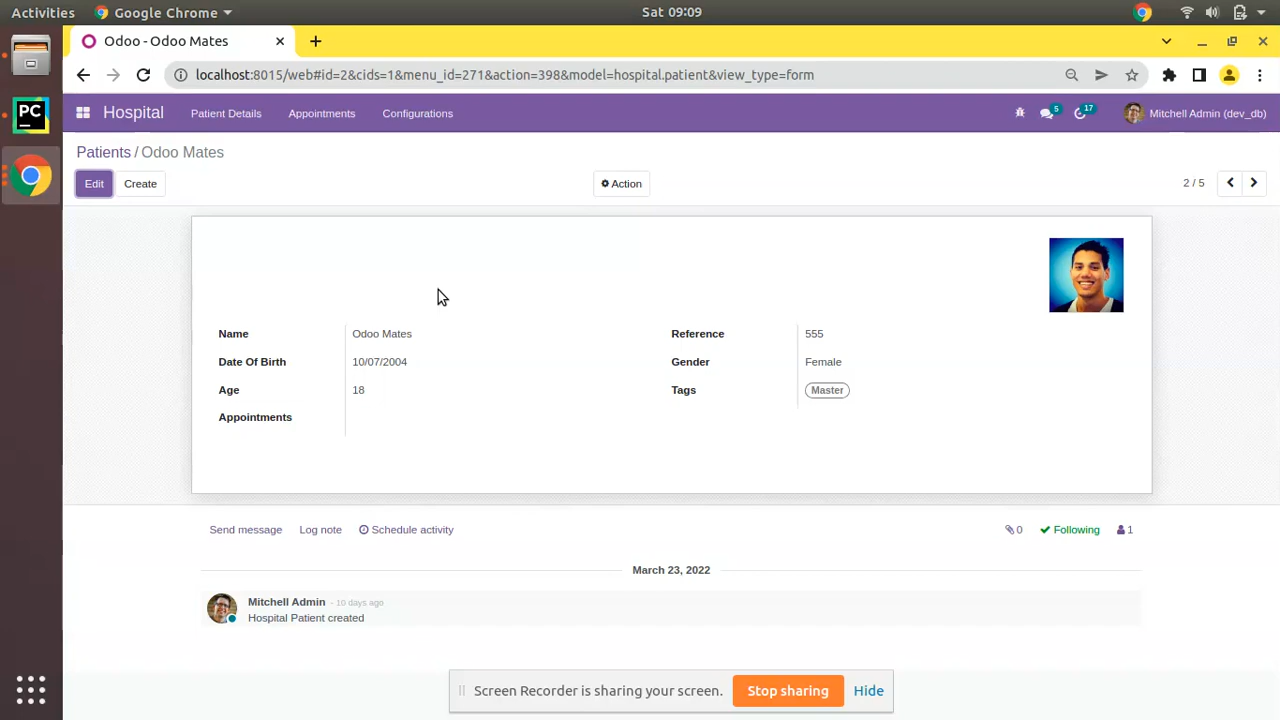 Activities Google Chrome Sat 09:09
Odoo - Odoo Mates
localhost:8015/web#id=2&cids=1&menu_id=271&action=398&model=hospital.patient&view_type=form
PC
Hospital Patient Details Appointments Configurations 5 17 Mitchell Admin (dev_db)
Patients / Odoo Mates
Edit Create Action 2 / 5
Name Odoo Mates Reference 555
Date Of Birth 10/07/2004 Gender Female
Age 18 Tags Master
Appointments
Send message Log note Schedule activity 0 Following 1
March 23, 2022
Mitchell Admin - 10 days ago
Hospital Patient created
Screen Recorder is sharing your screen. Stop sharing Hide